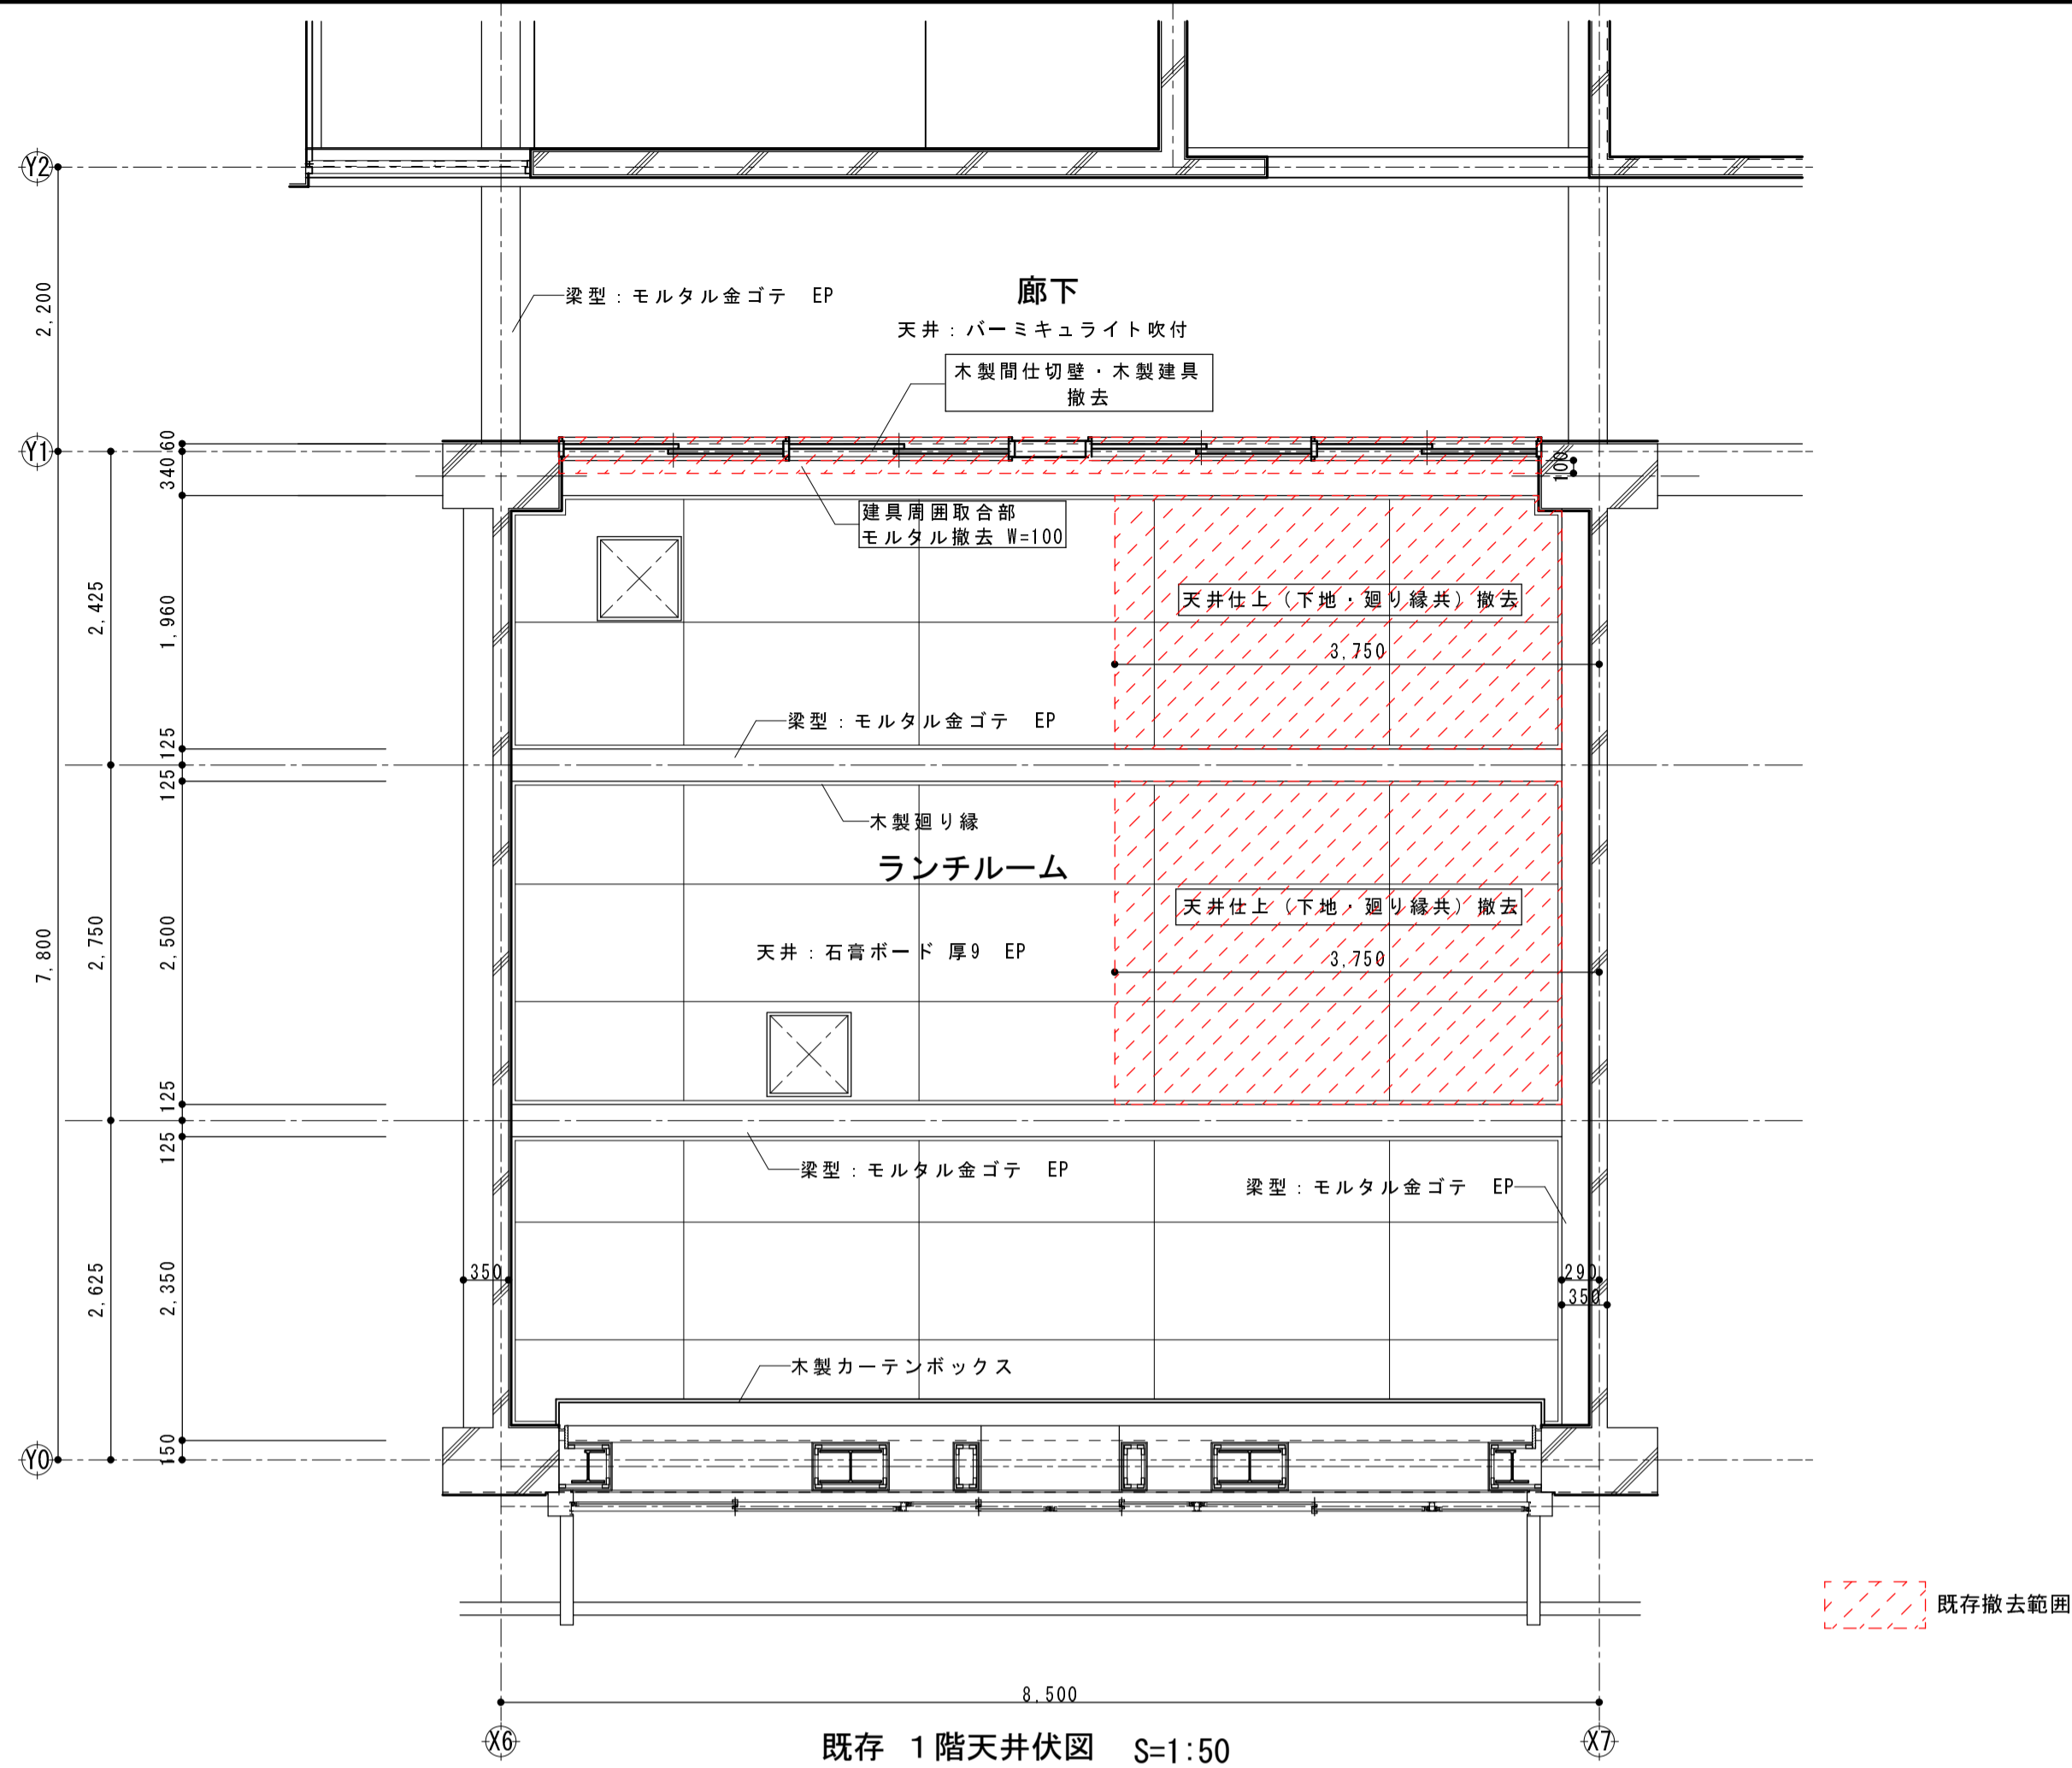 Y2
2,200
梁型：モルタル金ゴテ　EP
廊下
天井：バーミキュライト吹付
木製間仕切壁・木製建具
撤去
Y1
60
340
100
建具周囲取合部
モルタル撤去 W=100
天井仕上（下地・廻り縁共）撤去
3,750
2,425
1,960
梁型：モルタル金ゴテ　EP
125
125
木製廻り縁
ランチルーム
天井仕上（下地・廻り縁共）撤去
天井：石膏ボード 厚9　EP
3,750
7,800
2,750
2,500
125
125
梁型：モルタル金ゴテ　EP
梁型：モルタル金ゴテ　EP
350
290
350
2,625
2,350
木製カーテンボックス
150
Y0
既存撤去範囲
8,500
X6
X7
既存 1階天井伏図　S=1:50